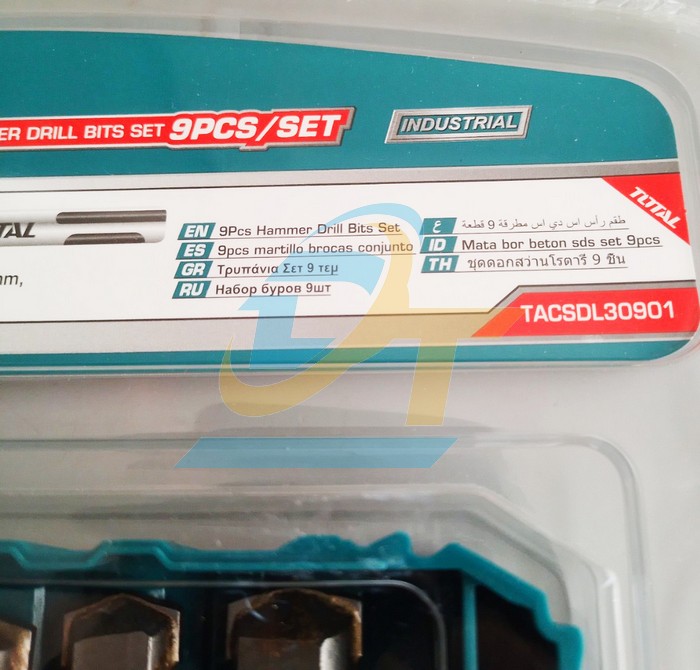 ER DRILL BITS SET 9PCS/SET
INDUSTRIAL
TOTAL
TAL
EN 9Pcs Hammer Drill Bits Set
ES 9pcs martillo brocas conjunto
GR Τρυπάνια Σετ 9 τεμ
RU Набор буров 9шт
ع طقم رأس اس دي اس مطرقة 9 قطعة
ID Mata bor beton sds set 9pcs
TH ชุดดอกสว่านโรตารี่ 9 ชิ้น
nm,
TACSDL30901